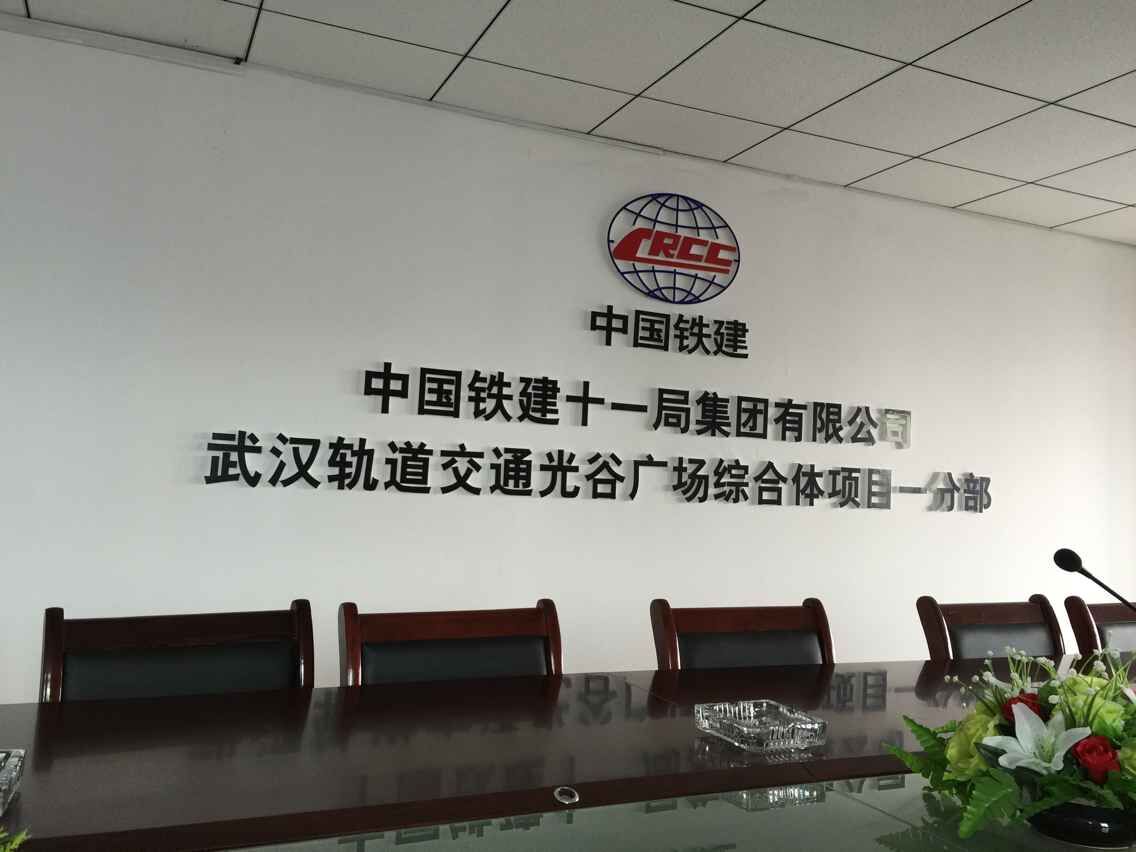 CRCC
中国铁建
中国铁建十一局集团有限公司
武汉轨道交通光谷广场综合体项目一分部